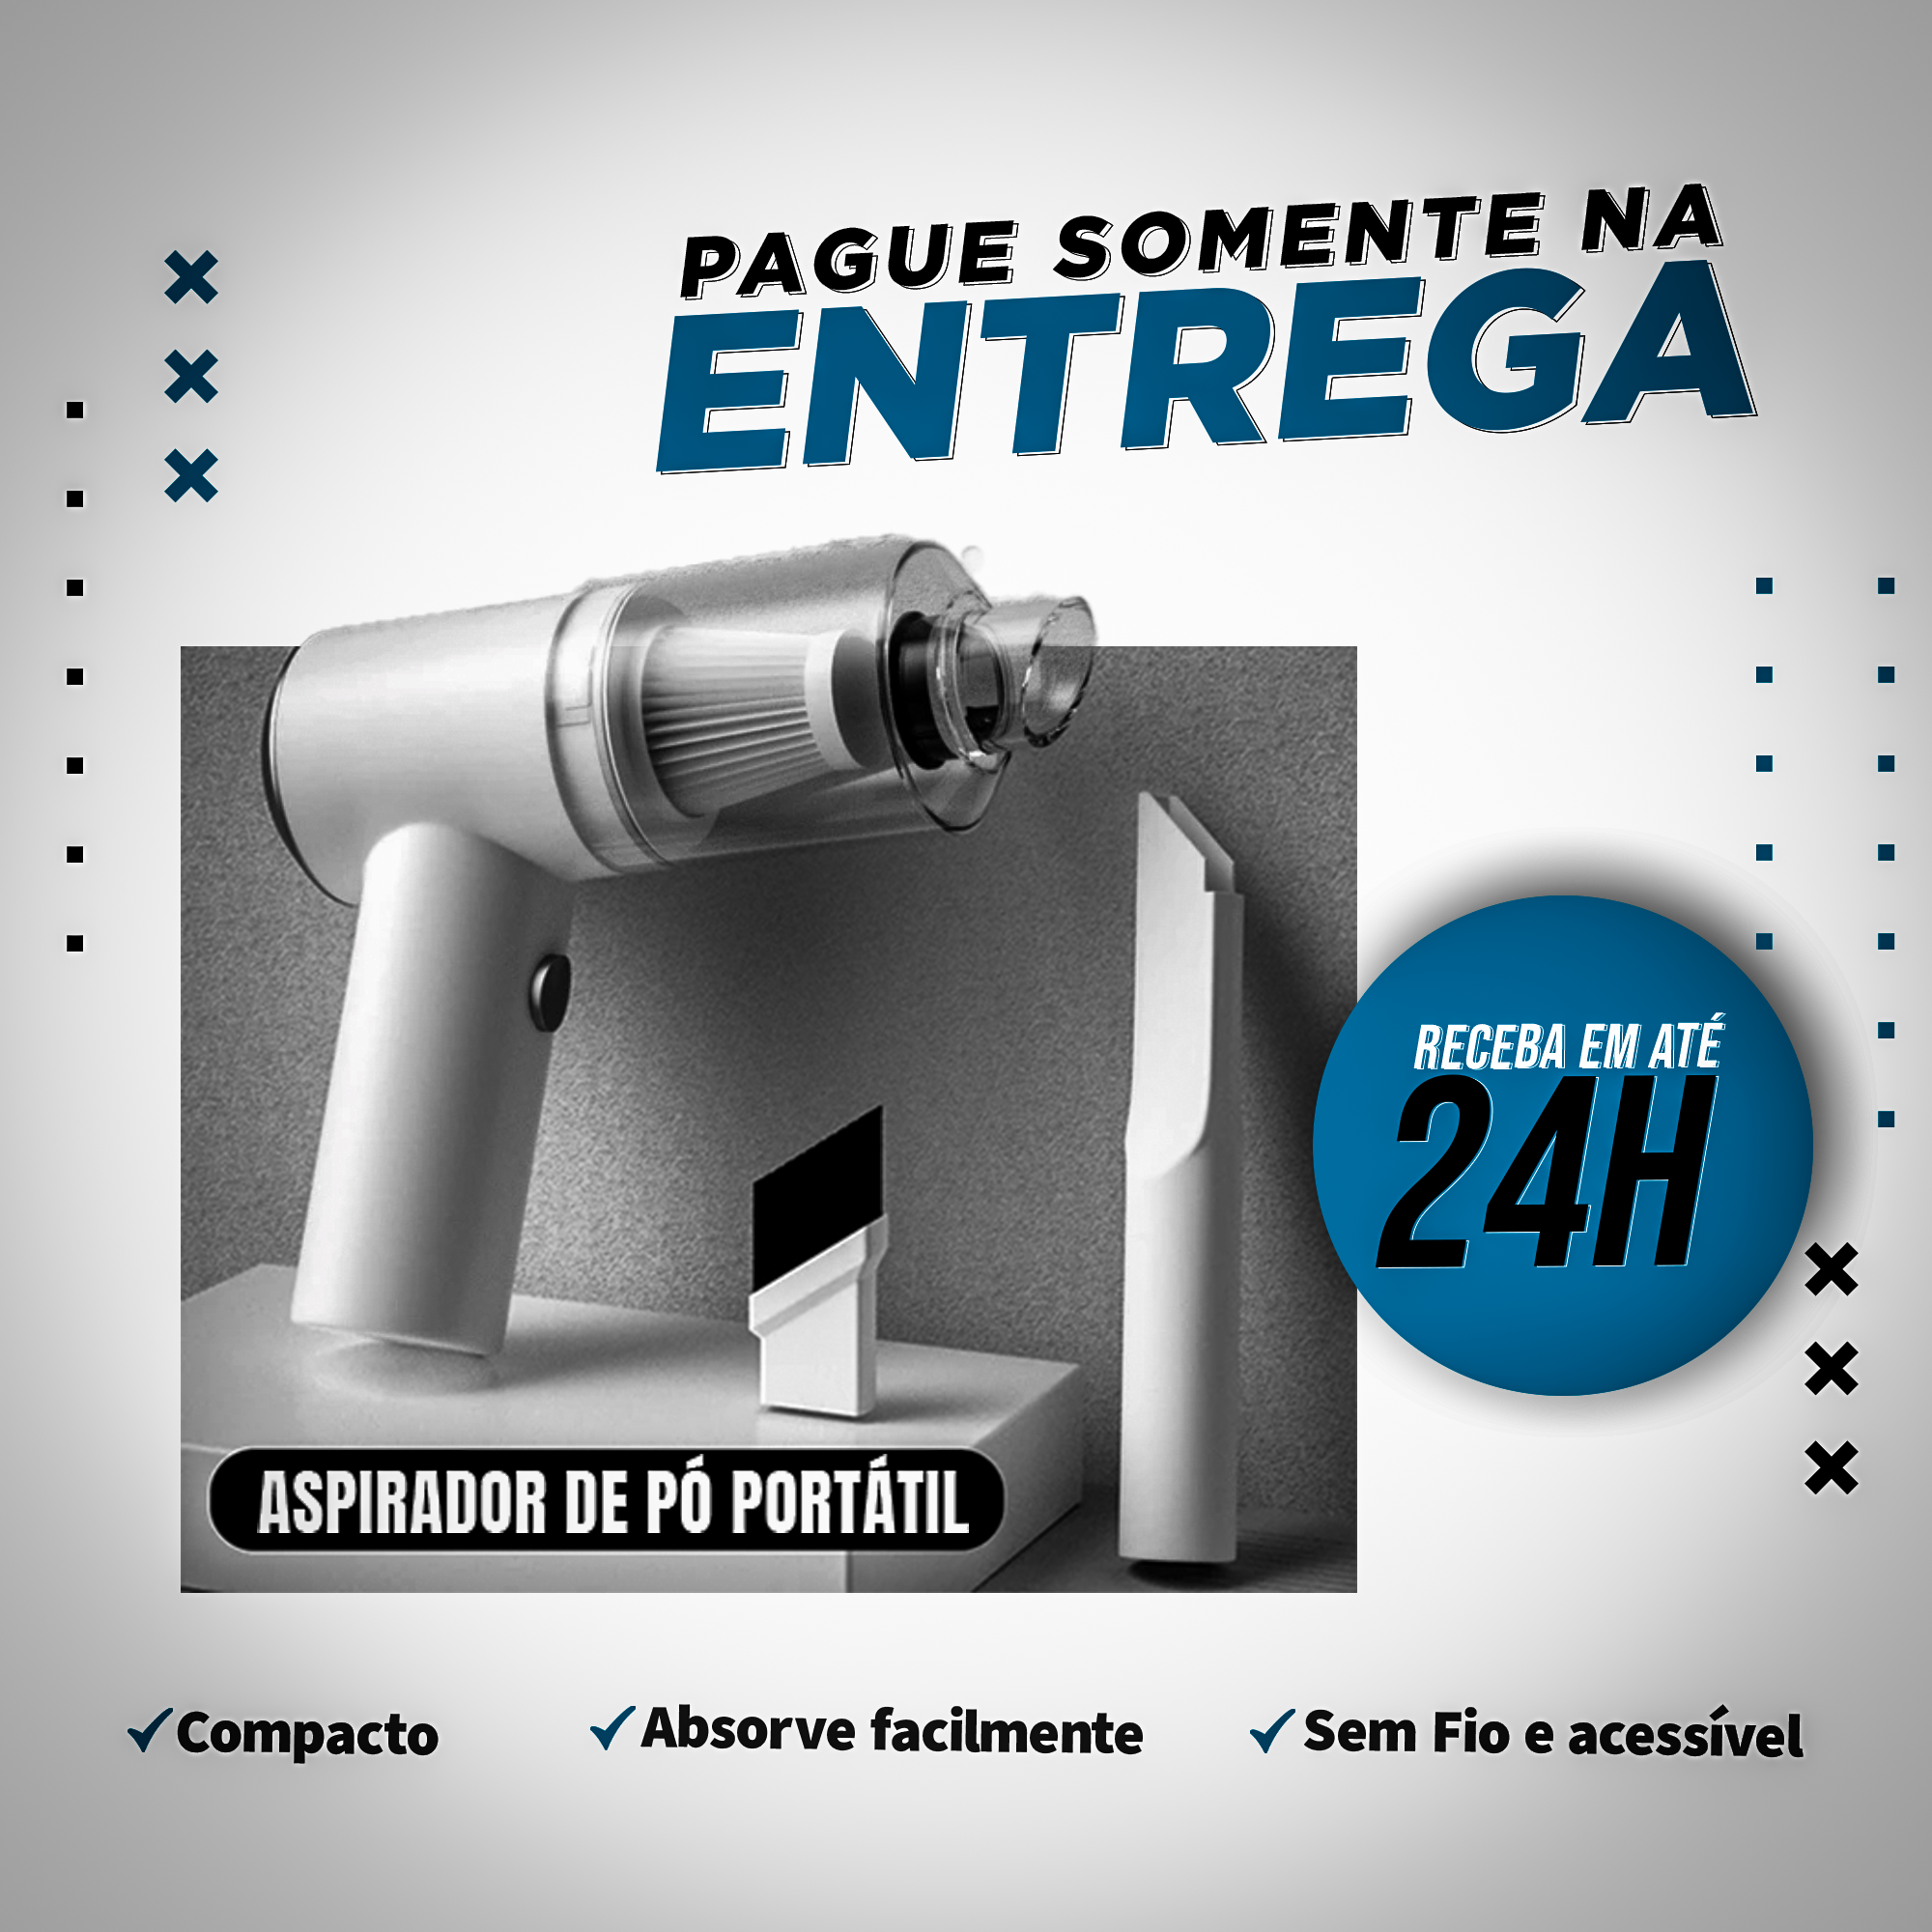 PAGUE SOMENTE NA
ENTREGA
RECEBA EM ATÉ
24H
ASPIRADOR DE PÓ PORTÁTIL
Compacto
Absorve facilmente
Sem Fio e acessível